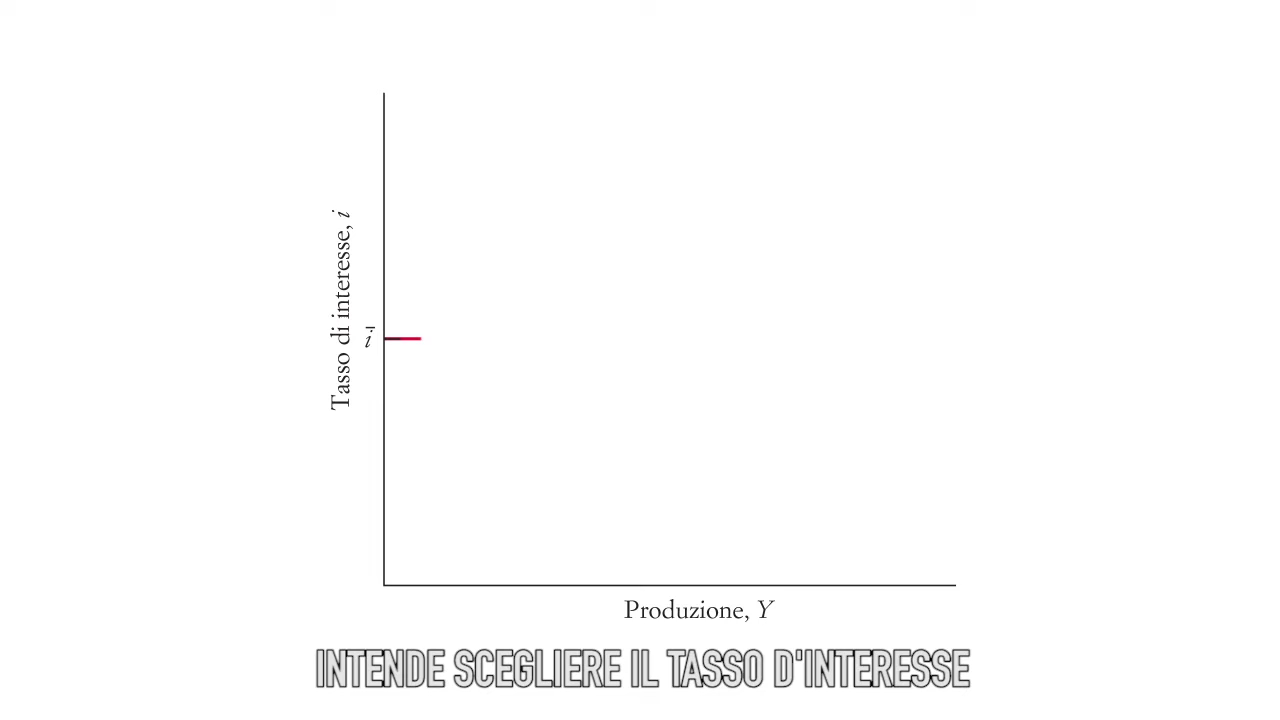 Tasso di interesse, i
i̅
Produzione, Y
INTENDE SCEGLIERE IL TASSO D'INTERESSE